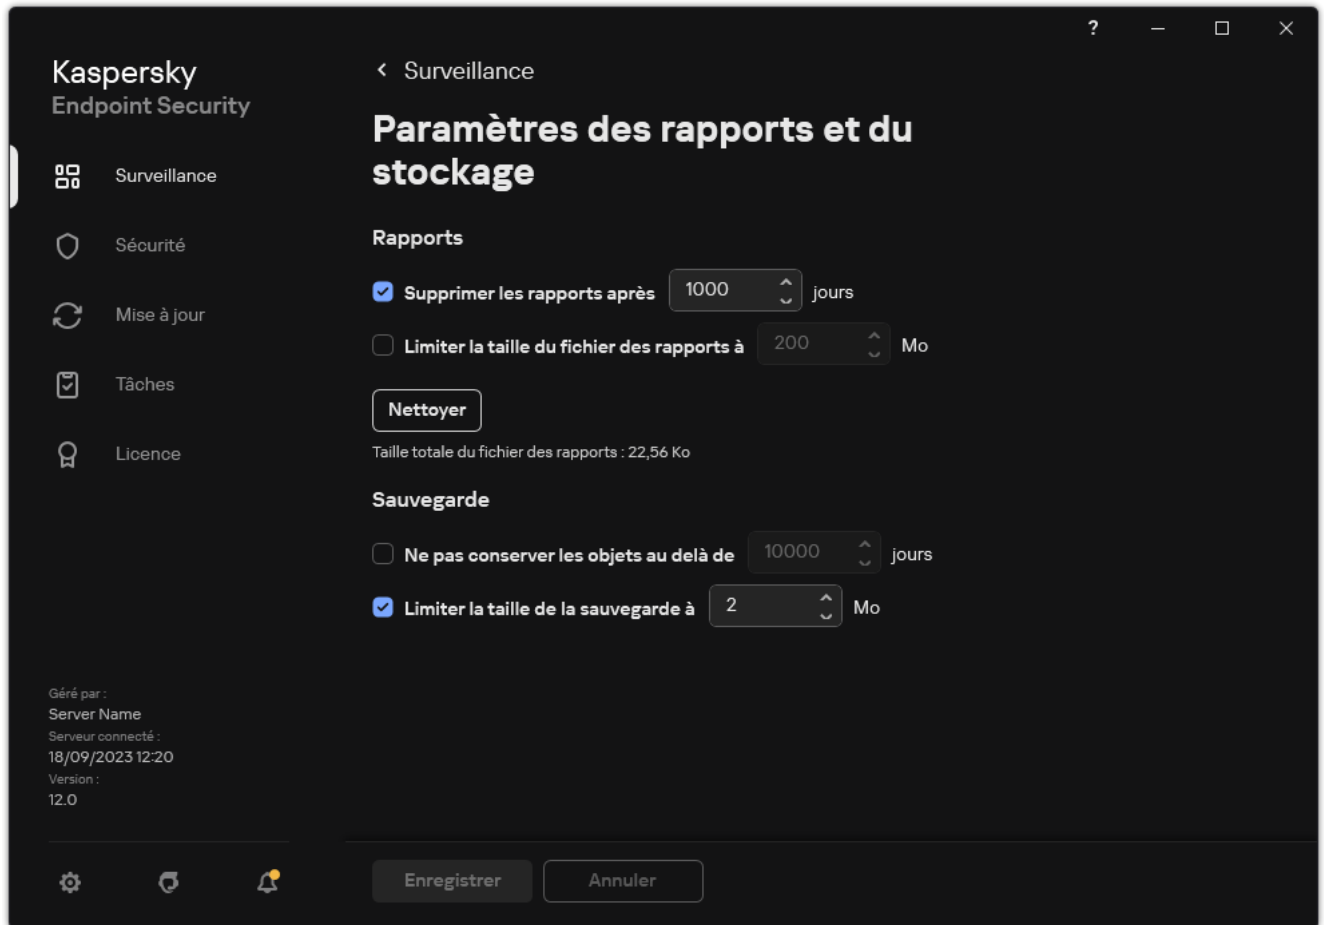 ?
Kaspersky
Endpoint Security
Surveillance
Sécurité
Mise à jour
Tâches
Licence
Géré par :
Server Name
Serveur connecté :
18/09/2023 12:20
Version :
12.0
Surveillance
Paramètres des rapports et du
stockage
Rapports
Supprimer les rapports après 1000 jours
Limiter la taille du fichier des rapports à 200 Mo
Nettoyer
Taille totale du fichier des rapports : 22,56 Ko
Sauvegarde
Ne pas conserver les objets au delà de 10000 jours
Limiter la taille de la sauvegarde à 2 Mo
Enregistrer Annuler